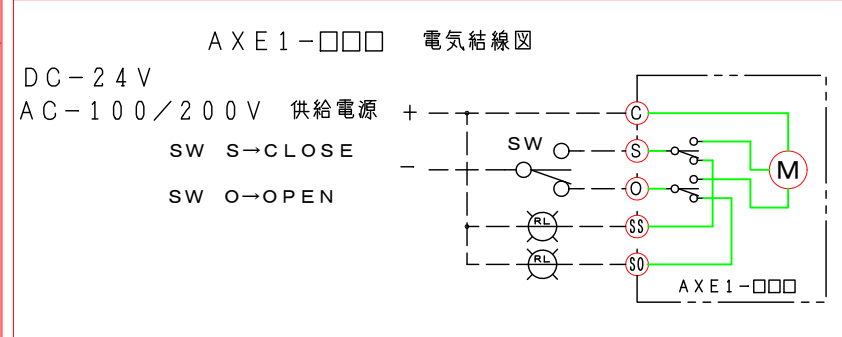 AXE1-□□□ 電気結線図
DC-24V
AC-100/200V 供給電源 +
-
SW S→CLOSE
SW O→OPEN
SW
C
S
O
SS
SO
RL
RL
M
AXE1-□□□